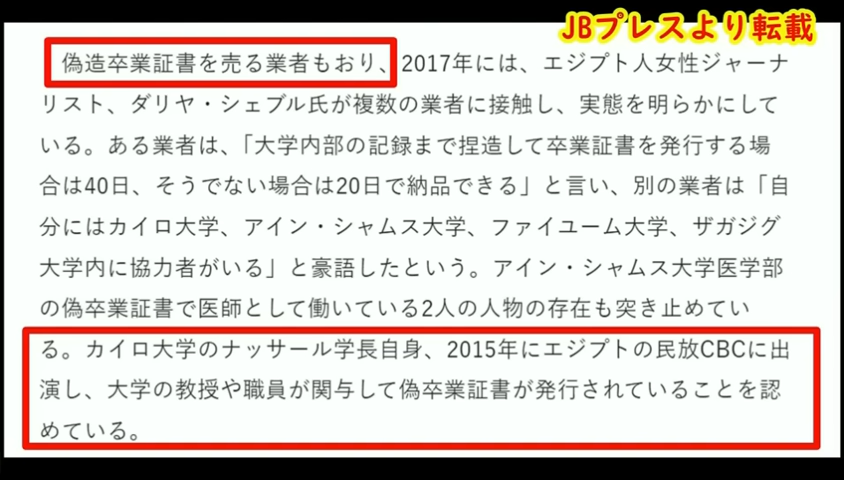 JBプレスより転載
偽造卒業証書を売る業者もおり、2017年には、エジプト人女性ジャーナ
リスト、ダリヤ・シェブル氏が複数の業者に接触し、実態を明らかにして
いる。ある業者は、「大学内部の記録まで捏造して卒業証書を発行する場
合は40日、そうでない場合は20日で納品できる」と言い、別の業者は「自
分にはカイロ大学、アイン・シャムス大学、ファイユーム大学、ザガジグ
大学内に協力者がいる」と豪語したという。アイン・シャムス大学医学部
の偽卒業証書で医師として働いている2人の人物の存在も突き止めてい
る。カイロ大学のナッサール学長自身、2015年にエジプトの民放CBCに出
演し、大学の教授や職員が関与して偽卒業証書が発行されていることを認
めている。